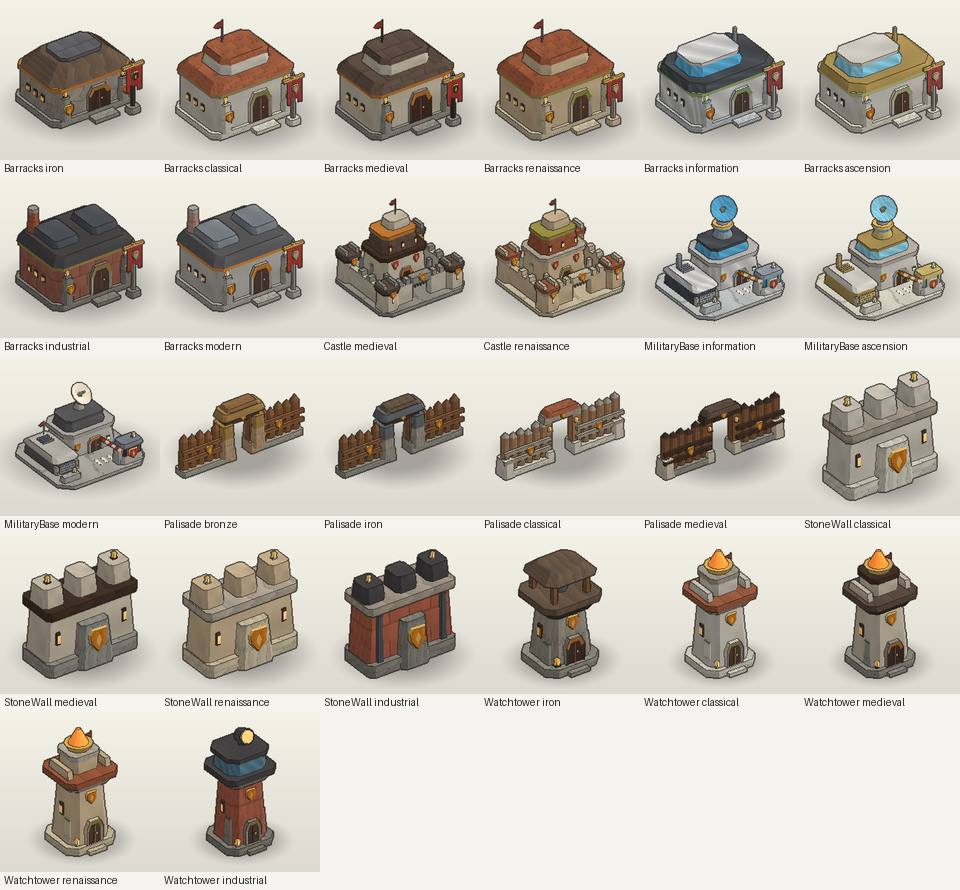 Barracks iron
Barracks classical
Barracks medieval
Barracks renaissance
Barracks information
Barracks ascension
Barracks industrial
Barracks modern
Castle medieval
Castle renaissance
MilitaryBase information
MilitaryBase ascension
MilitaryBase modern
Palisade bronze
Palisade iron
Palisade classical
Palisade medieval
StoneWall classical
StoneWall medieval
StoneWall renaissance
StoneWall industrial
Watchtower iron
Watchtower classical
Watchtower medieval
Watchtower renaissance
Watchtower industrial